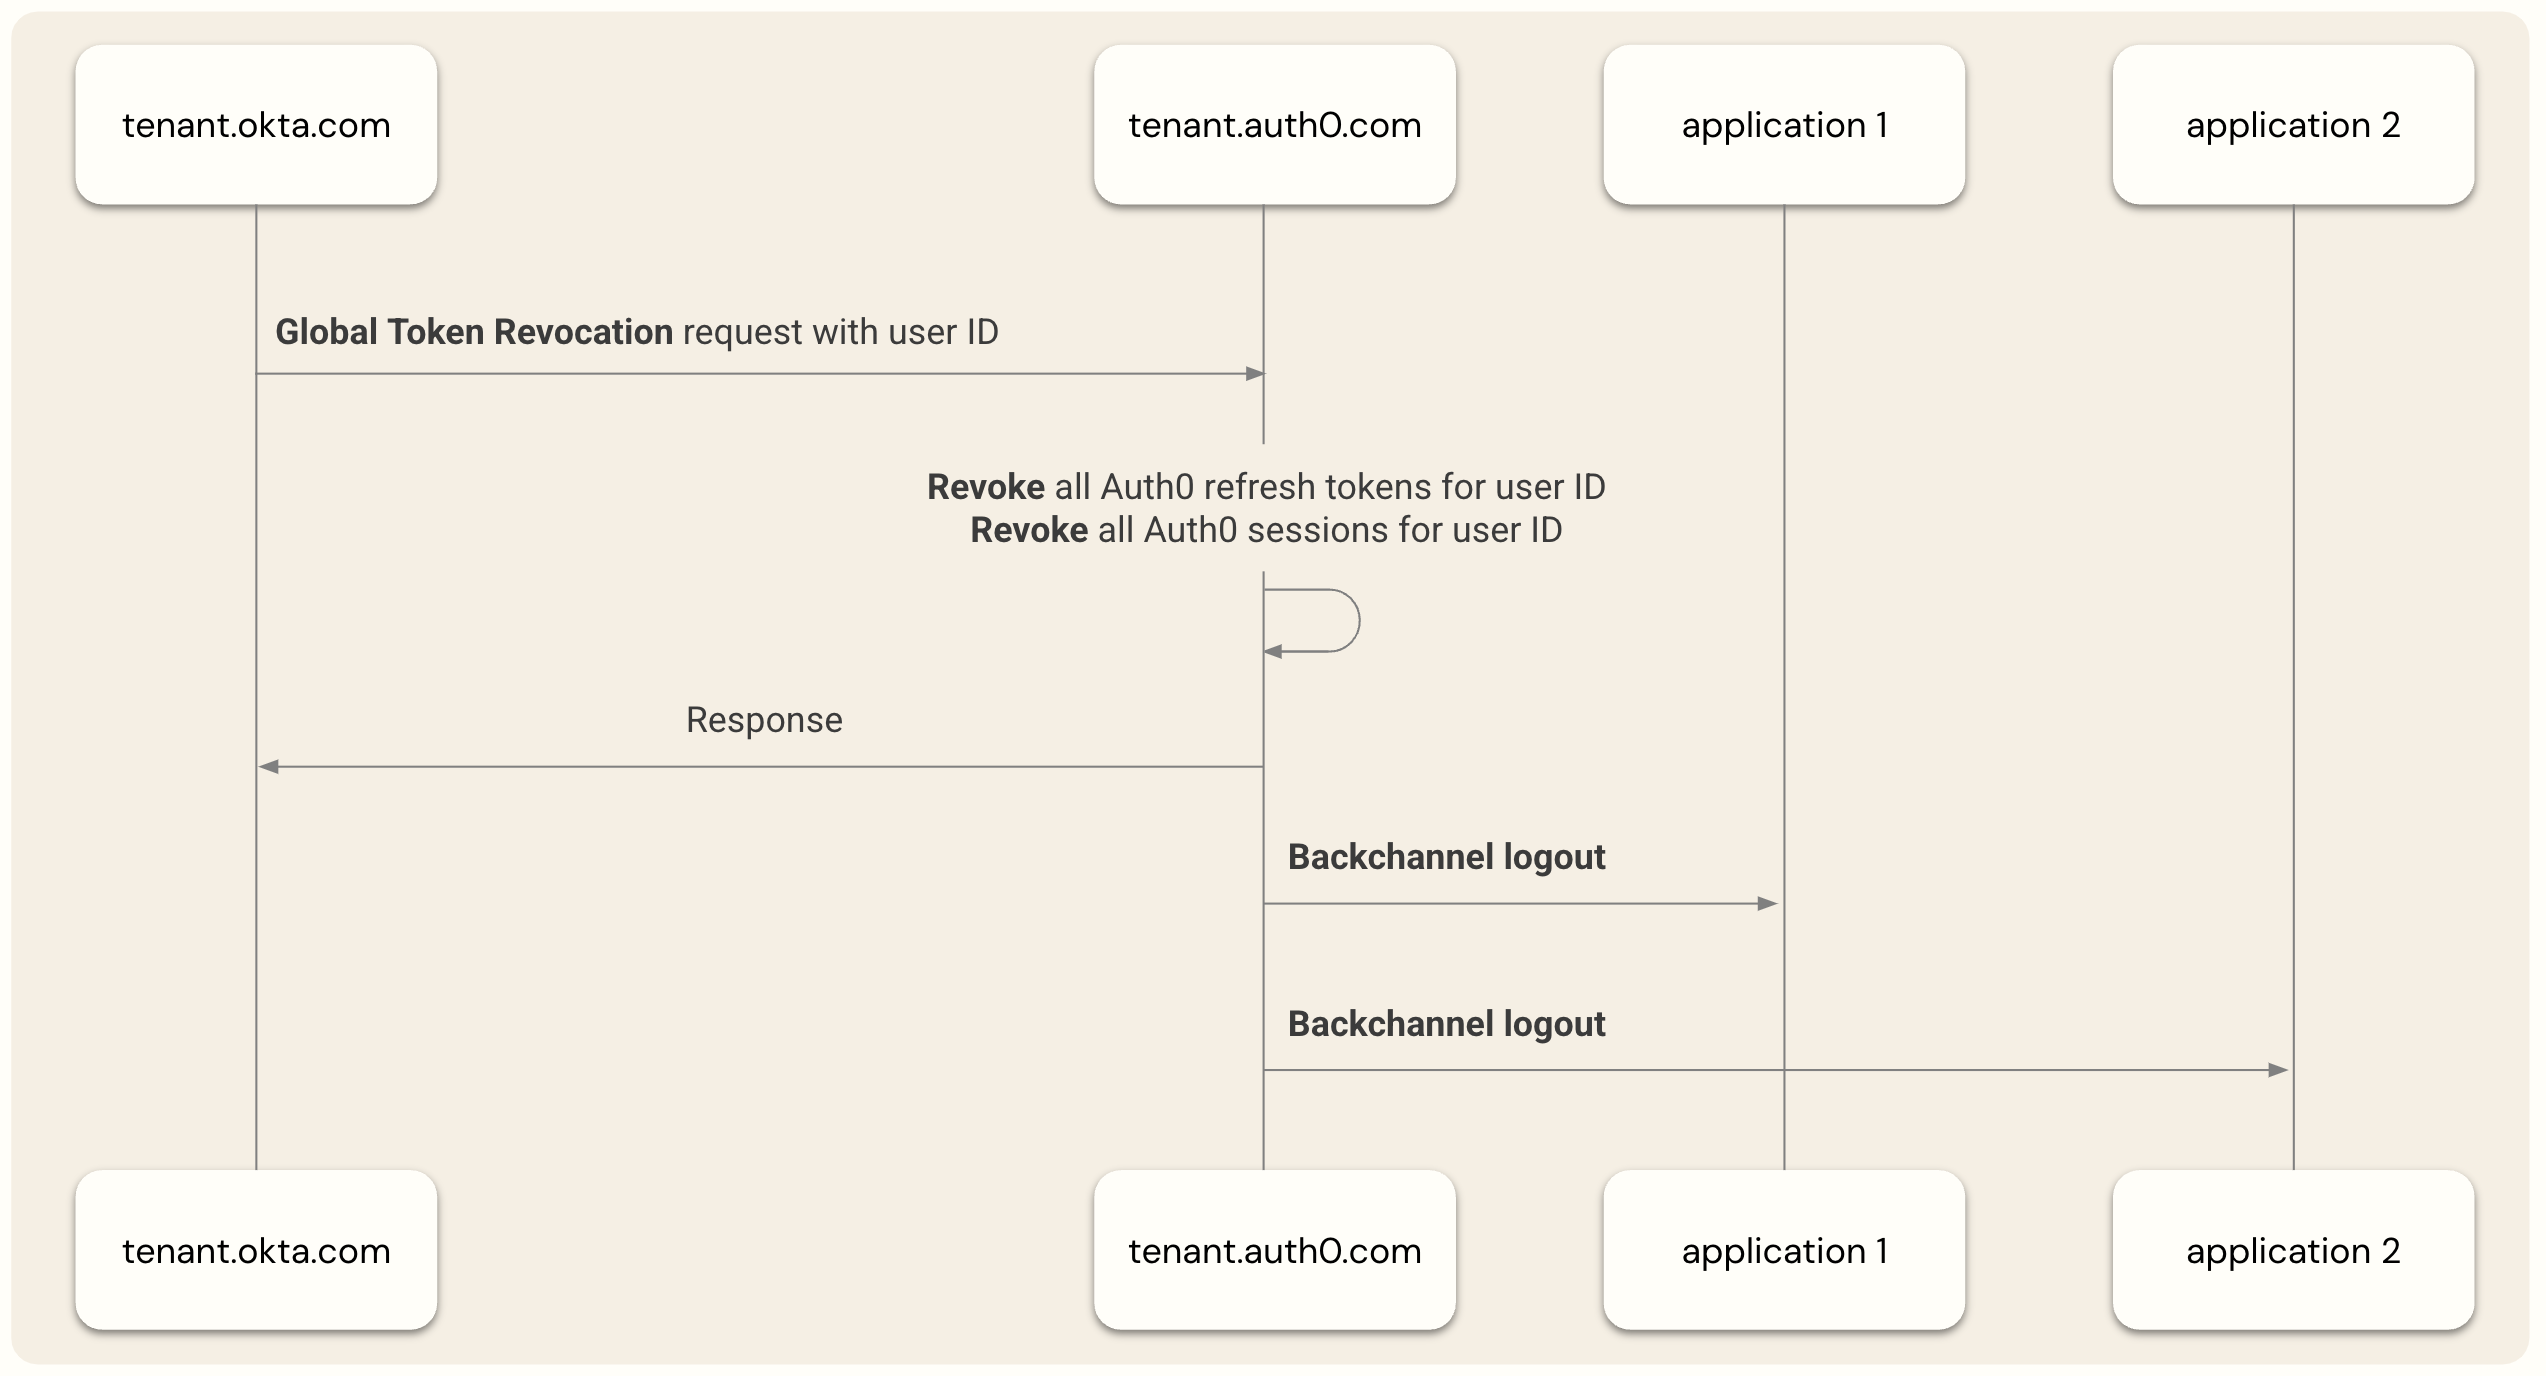 tenant.okta.com
tenant.auth0.com
application 1
application 2
Global Token Revocation request with user ID
Revoke all Auth0 refresh tokens for user ID
Revoke all Auth0 sessions for user ID
Response
Backchannel logout
Backchannel logout
tenant.okta.com
tenant.auth0.com
application 1
application 2